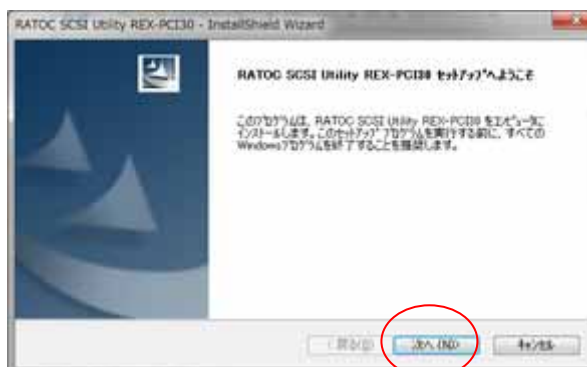 RATOC SCSI Utility REX-PCI30 - InstallShield Wizard
RATOC SCSI Utility REX-PCI30 セットアップへようこそ
このプログラムは、RATOC SCSI Utility REX-PCI30 をコンピュータに
インストールします。このセットアップ プログラムを実行する前に、すべての
Windowsプログラムを終了することを推奨します。
< 戻る(B)
次へ(N)>
キャンセル